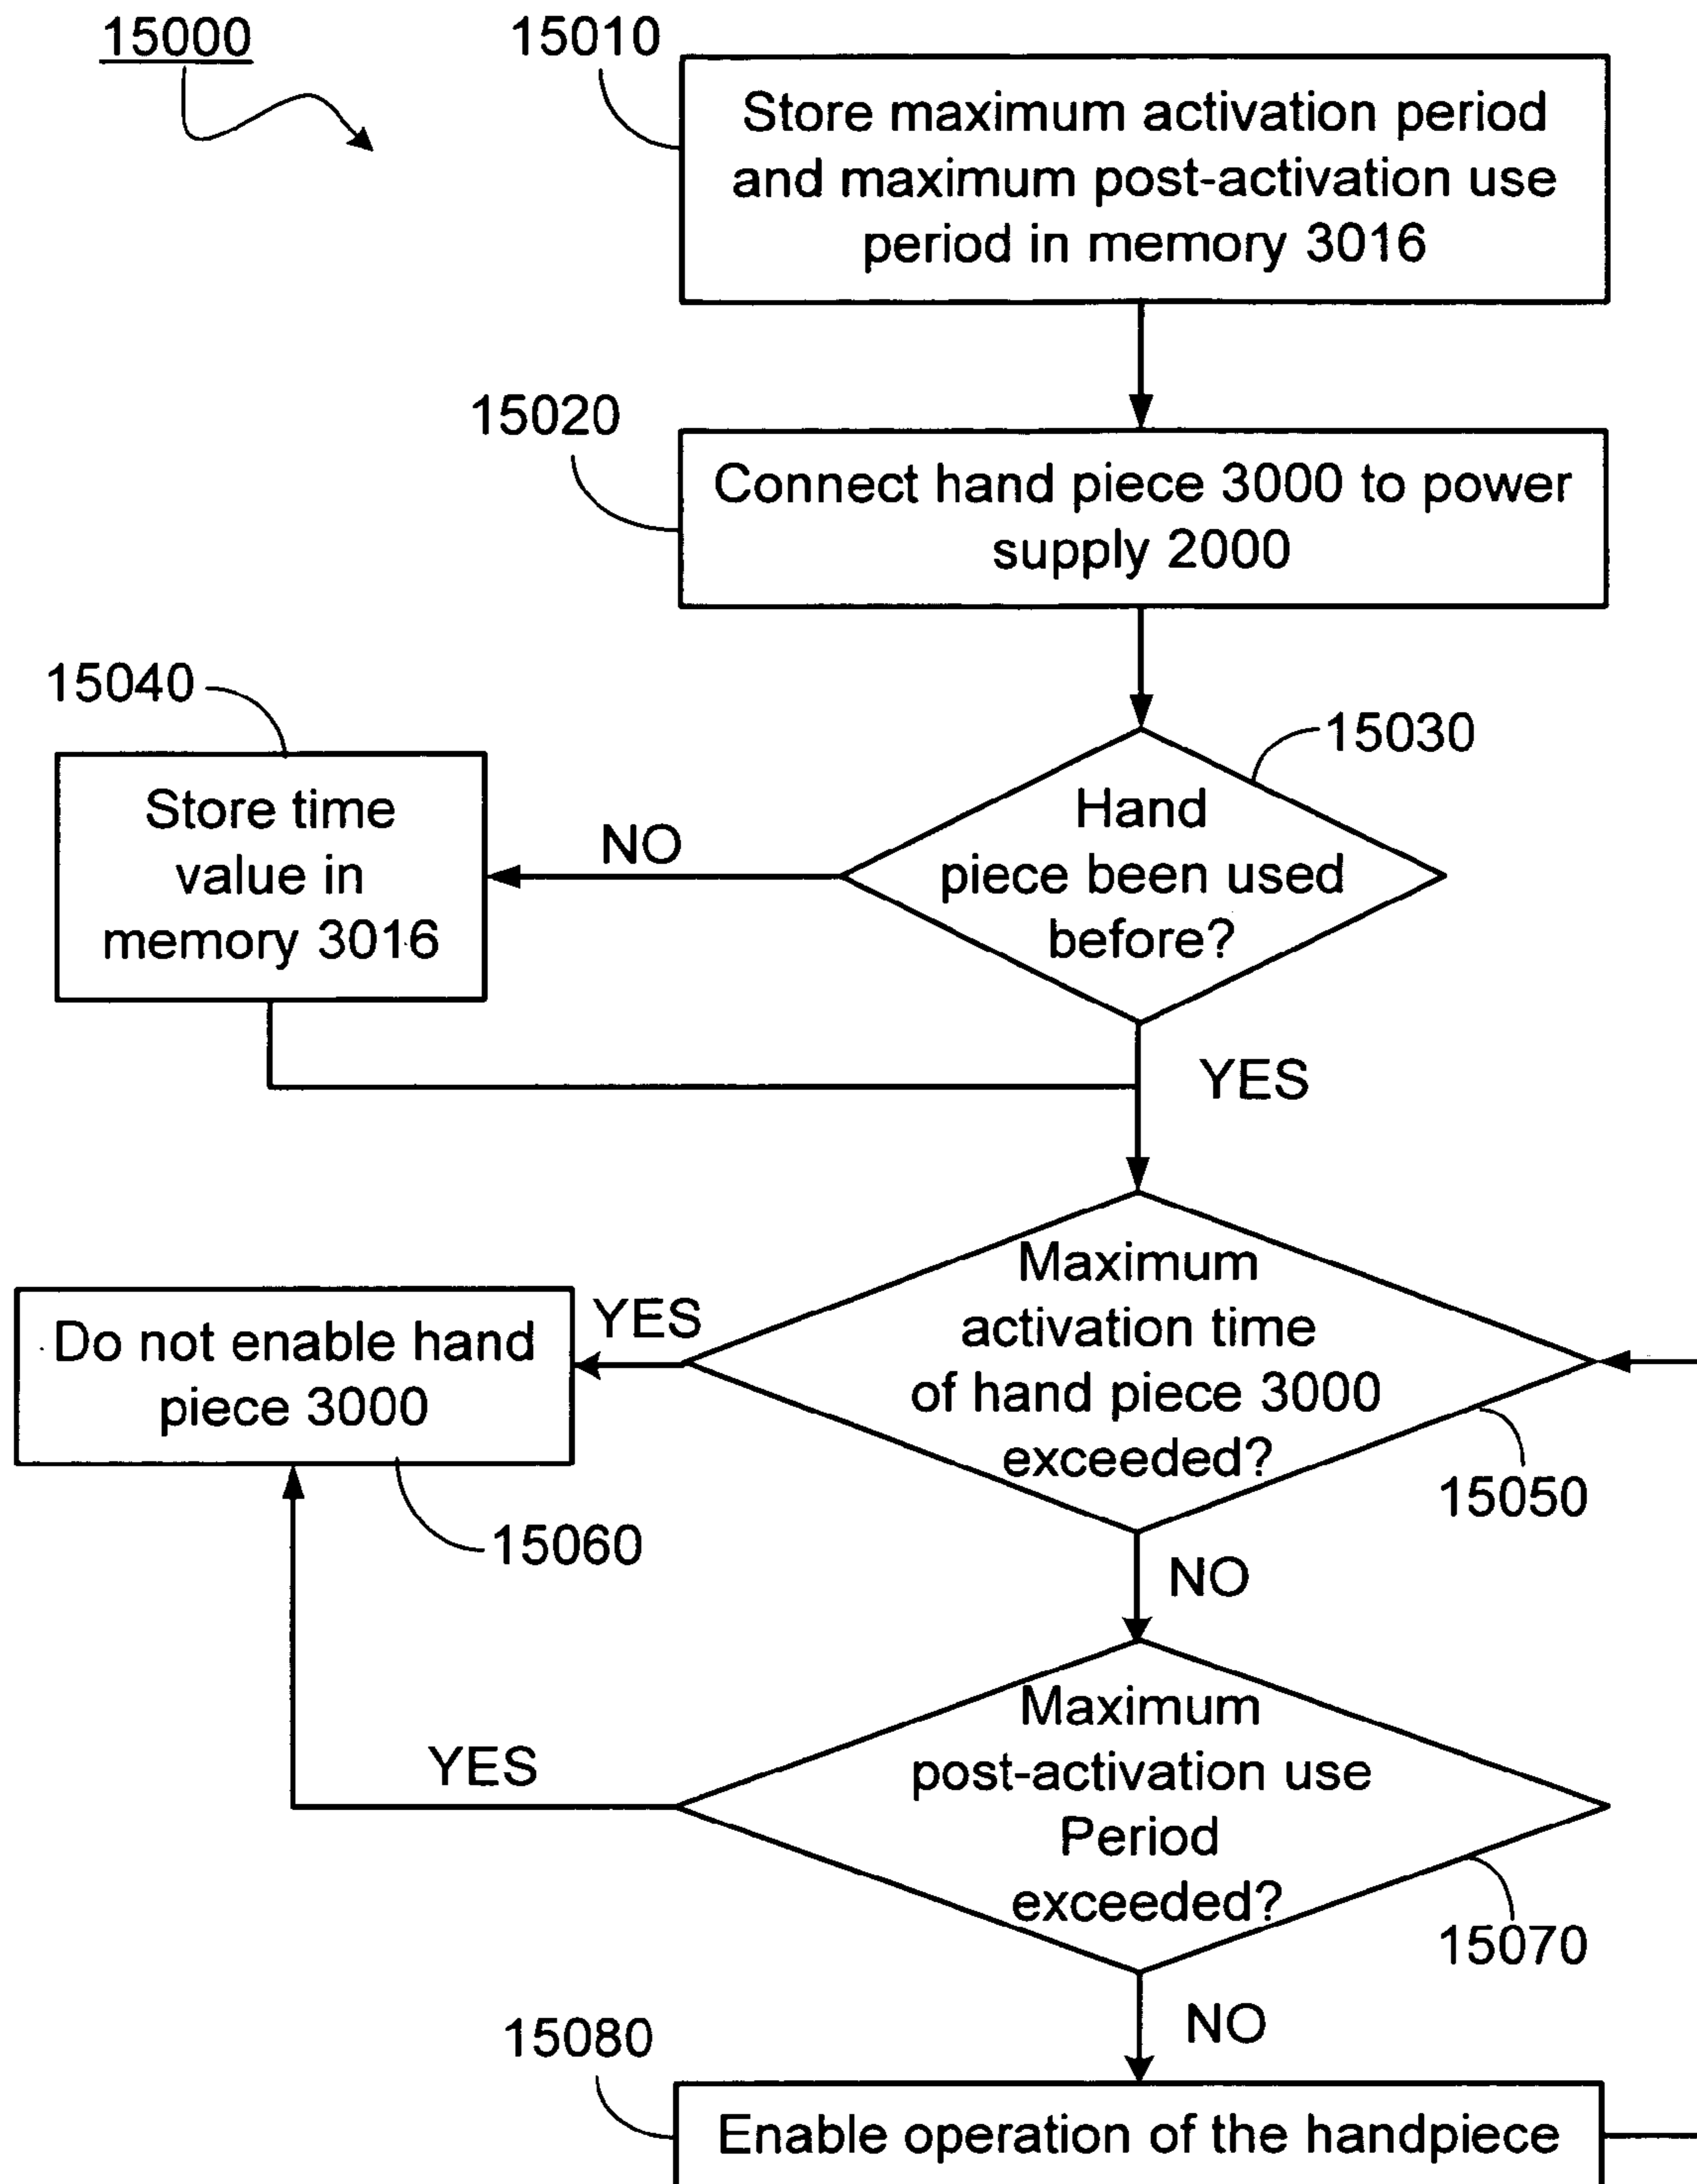 15000
15010
Store maximum activation period
and maximum post-activation use
period in memory 3016
15020
Connect hand piece 3000 to power
supply 2000
15040
15030
Store time
value in
memory 3016
NO
Hand
piece been used
before?
YES
Maximum
activation time
of hand piece 3000
exceeded?
YES
Do not enable hand
piece 3000
15050
15060
NO
Maximum
post-activation use
Period
exceeded?
YES
15070
NO
15080
Enable operation of the handpiece